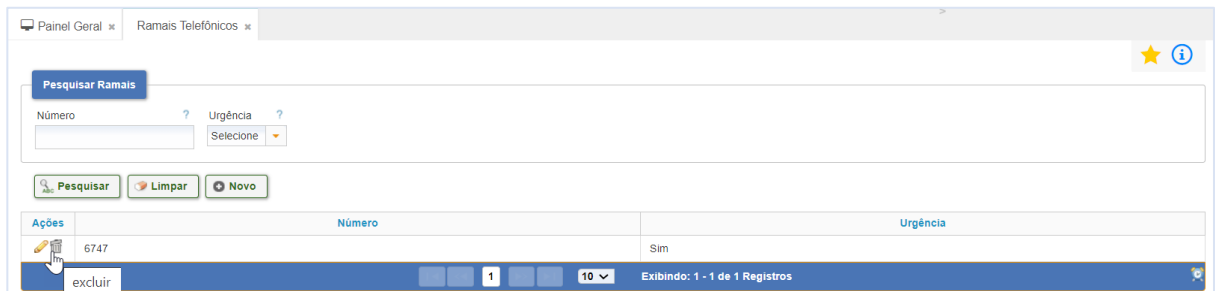 Painel Geral × Ramais Telefônicos × >
Pesquisar Ramais
Número ? Urgência ?
Selecione
Pesquisar Limpar Novo
Ações Número Urgência
6747 Sim
1 10 Exibindo: 1 - 1 de 1 Registros
excluir